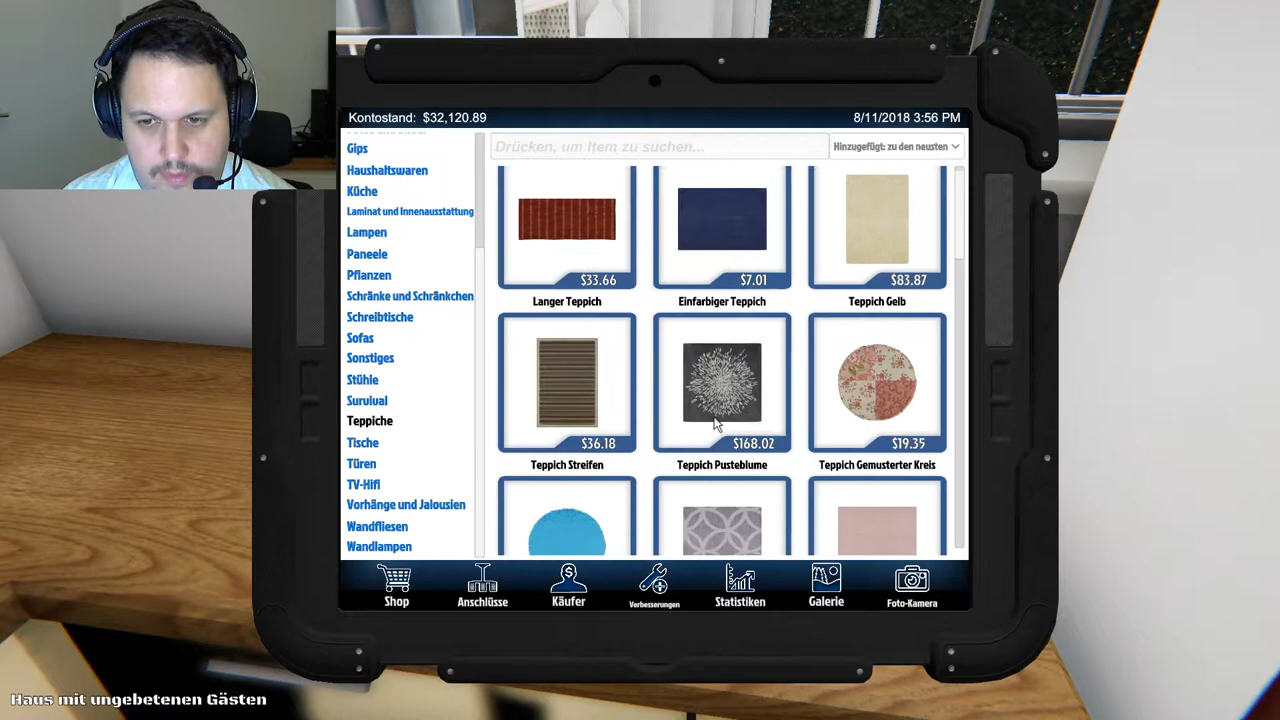 Kontostand: $32,120.89
8/11/2018 3:56 PM
Gips
Haushaltswaren
Küche
Laminat und Innenausstattung
Lampen
Paneele
Pflanzen
Schränke und Schränkchen
Schreibtische
Sofas
Sonstiges
Stühle
Survival
Teppiche
Tische
Türen
TV-Hifi
Vorhänge und Jalousien
Wandfliesen
Wandlampen
Drücken, um Item zu suchen...
Hinzugefügt: zu den neusten
$33.66
$7.01
$83.87
Langer Teppich
Einfarbiger Teppich
Teppich Gelb
$36.18
$168.02
$19.35
Teppich Streifen
Teppich Pusteblume
Teppich Gemusterter Kreis
Shop
Anschlüsse
Käufer
Verbesserungen
Statistiken
Galerie
Foto-Kamera
Haus mit ungebetenen Gästen